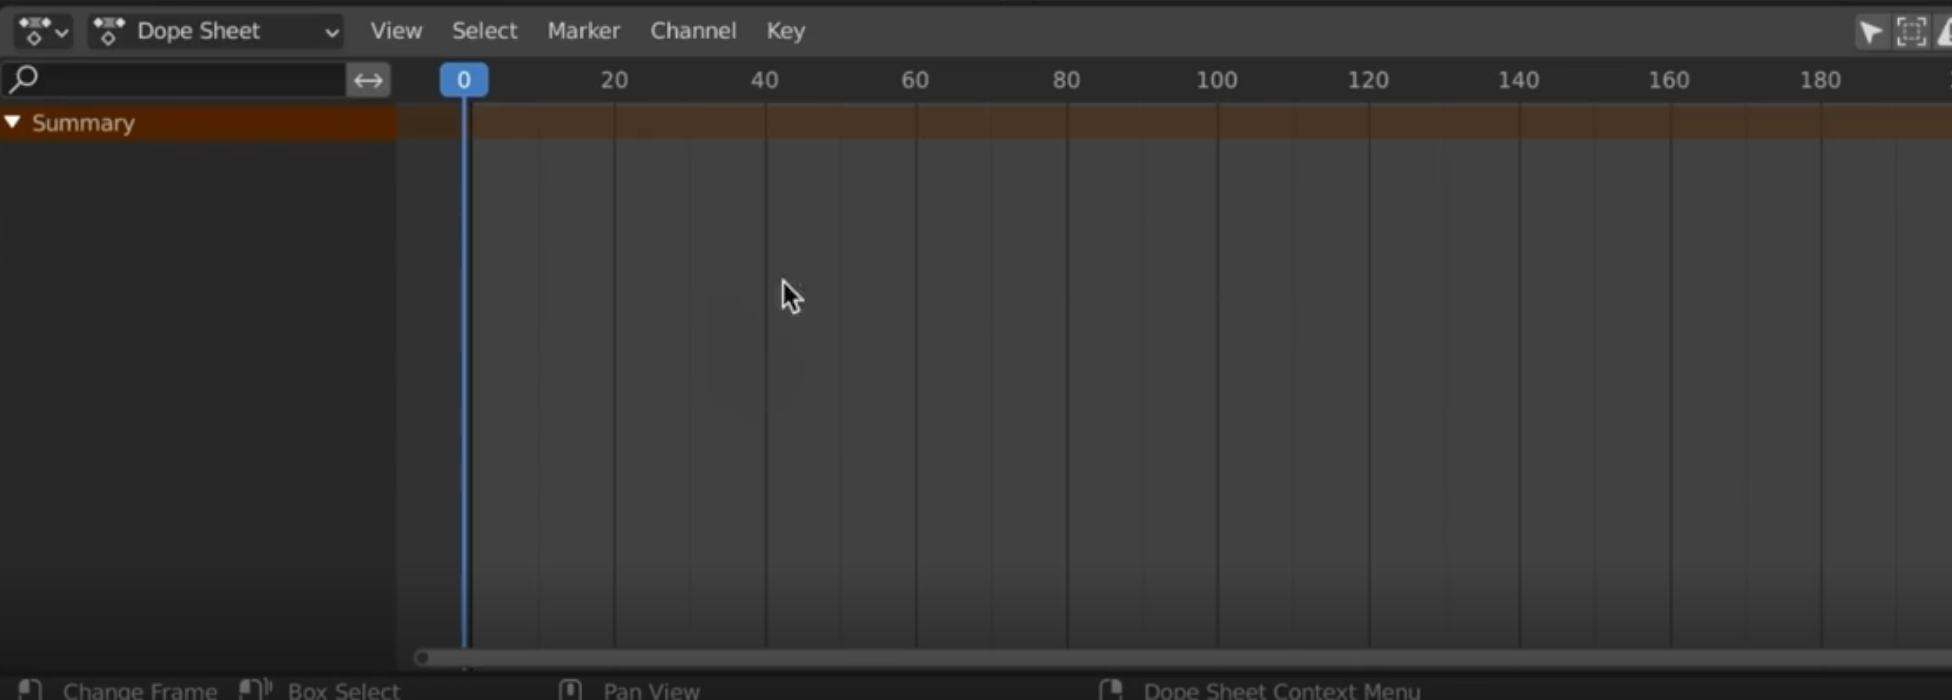 Dope Sheet View Select Marker Channel Key
0 20 40 60 80 100 120 140 160 180
Summary
Change Frame Box Select Pan View Dope Sheet Context Menu